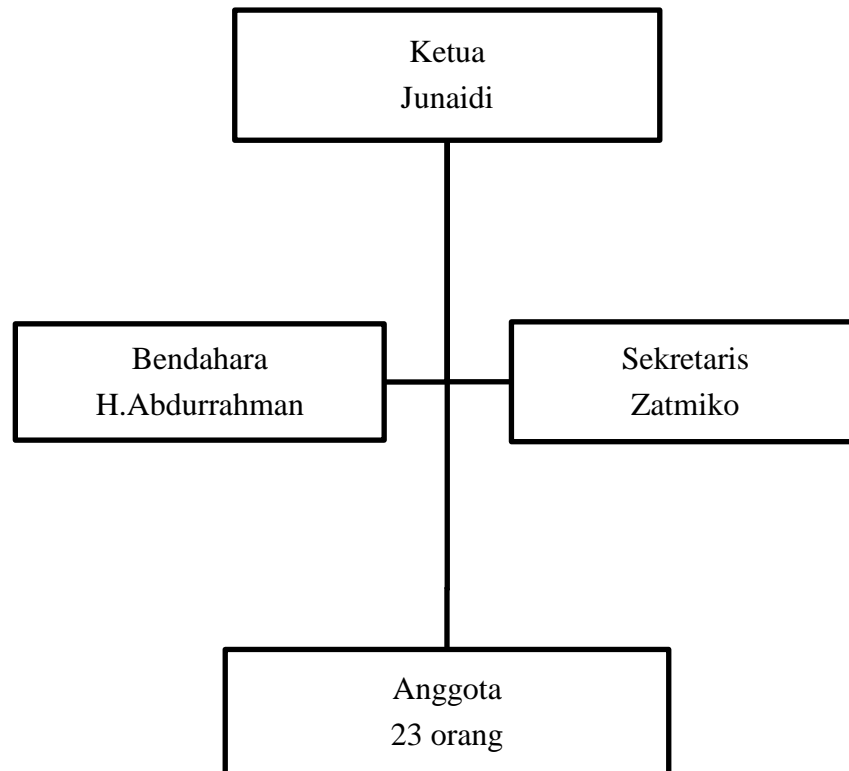 Ketua
Junaidi
Bendahara
H.Abdurrahman
Sekretaris
Zatmiko
Anggota
23 orang